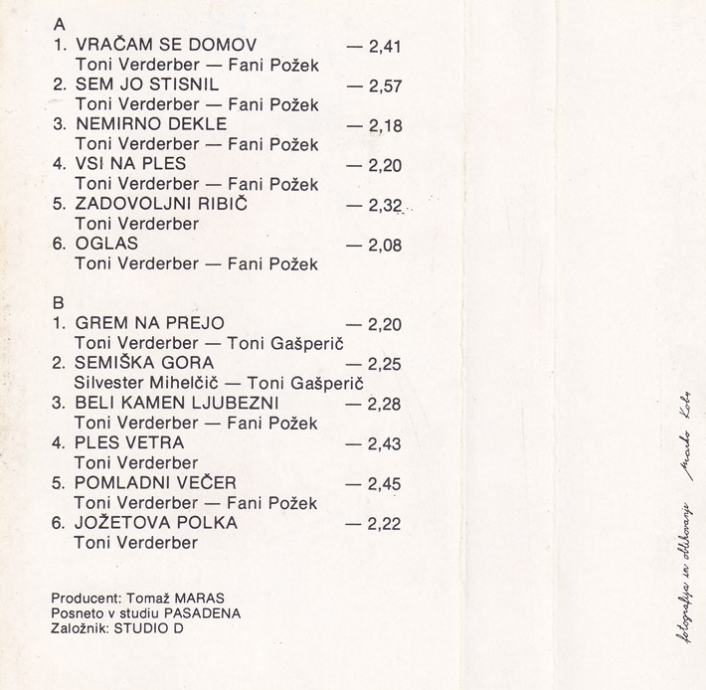 A
1. VRAČAM SE DOMOV — 2,41
Toni Verderber — Fani Požek
2. SEM JO STISNIL — 2,57
Toni Verderber — Fani Požek
3. NEMIRNO DEKLE — 2,18
Toni Verderber — Fani Požek
4. VSI NA PLES — 2,20
Toni Verderber — Fani Požek
5. ZADOVOLJNI RIBIČ — 2,32
Toni Verderber
6. OGLAS — 2,08
Toni Verderber — Fani Požek
B
1. GREM NA PREJO — 2,20
Toni Verderber — Toni Gašperič
2. SEMIŠKA GORA — 2,25
Silvester Mihelčič — Toni Gašperič
3. BELI KAMEN LJUBEZNI — 2,28
Toni Verderber — Fani Požek
4. PLES VETRA — 2,43
Toni Verderber
5. POMLADNI VEČER — 2,45
Toni Verderber — Fani Požek
6. JOŽETOVA POLKA — 2,22
Toni Verderber
Producent: Tomaž MARAS
Posneto v studiu PASADENA
Založnik: STUDIO D
fotografija in oblikovanje Marko